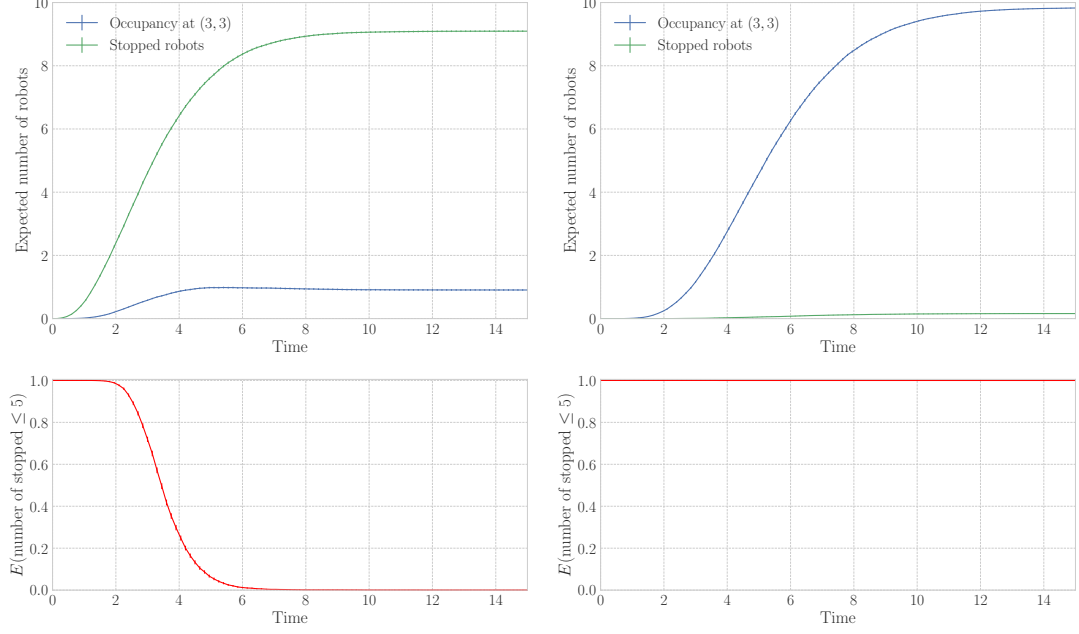 Expected number of robots
10
8
6
4
2
0
Occupancy at (3, 3)
Stopped robots
0 2 4 6 8 10 12 14
Time
Expected number of robots
10
8
6
4
2
0
Occupancy at (3, 3)
Stopped robots
0 2 4 6 8 10 12 14
Time
E(number of stopped ≤ 5)
1.0
0.8
0.6
0.4
0.2
0.0
0 2 4 6 8 10 12 14
Time
E(number of stopped ≤ 5)
1.0
0.8
0.6
0.4
0.2
0.0
0 2 4 6 8 10 12 14
Time